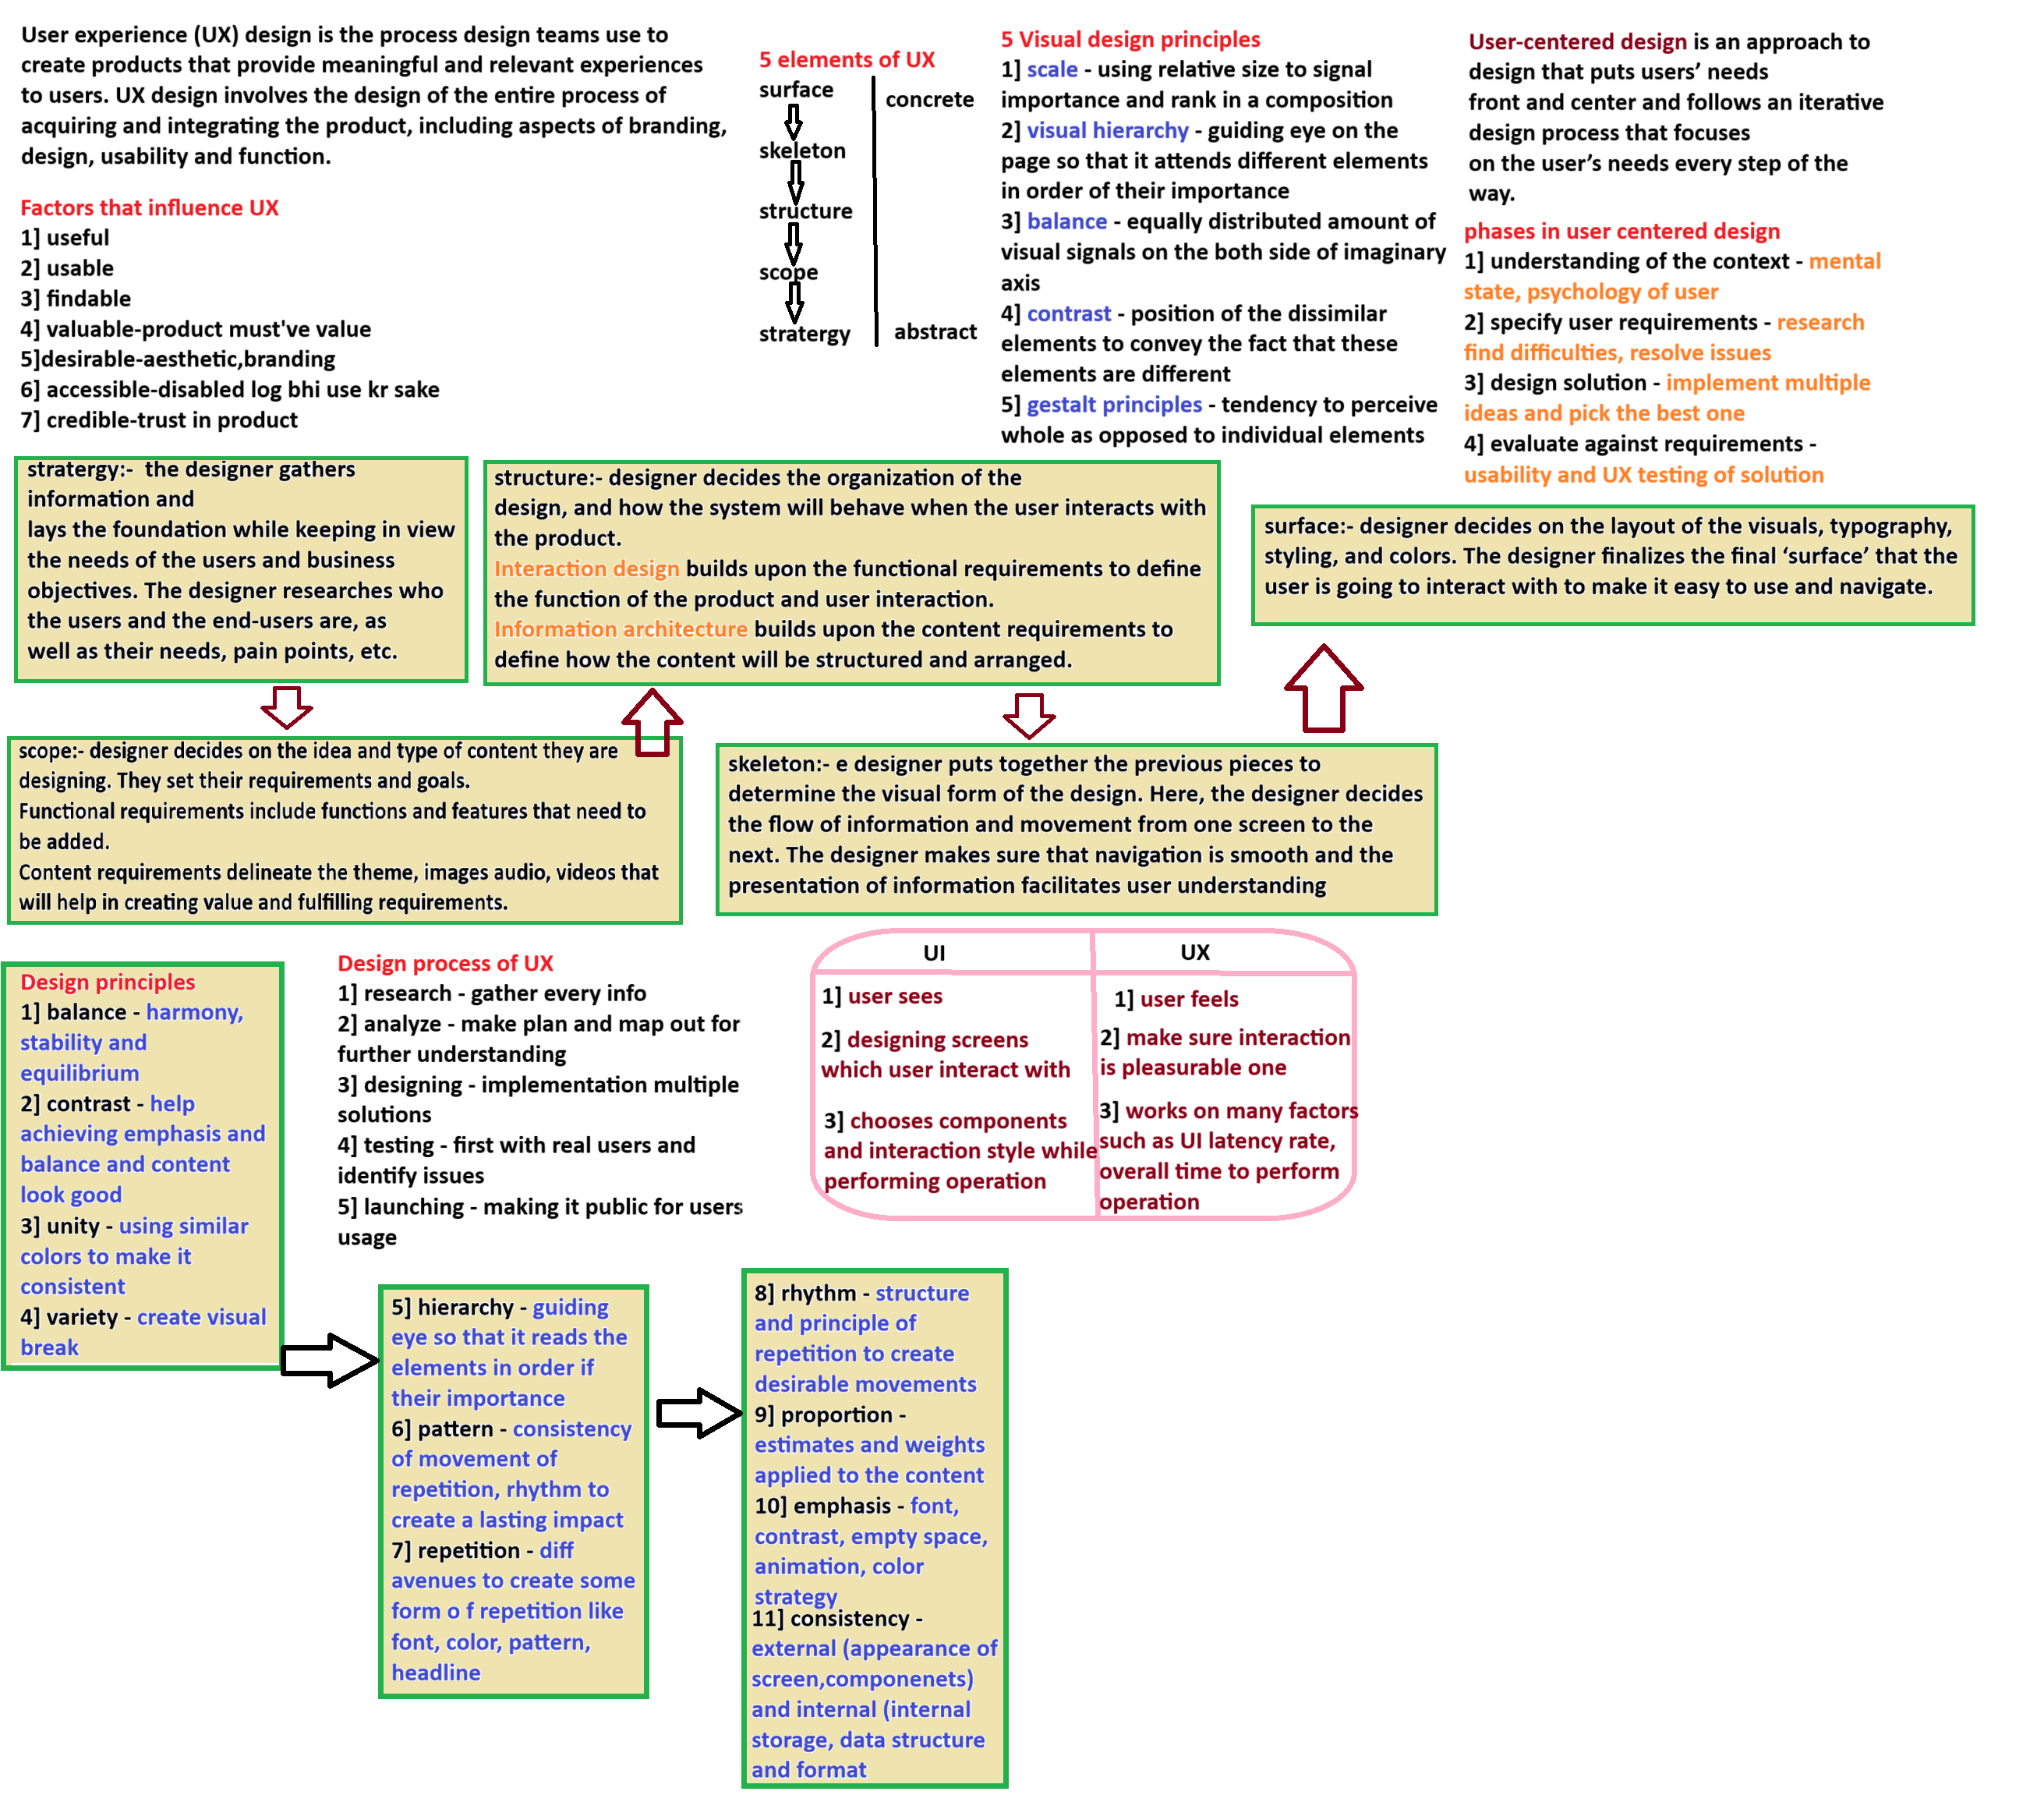 User experience (UX) design is the process design teams use to
create products that provide meaningful and relevant experiences
to users. UX design involves the design of the entire process of
acquiring and integrating the product, including aspects of branding,
design, usability and function.
Factors that influence UX
1] useful
2] usable
3] findable
4] valuable-product must've value
5]desirable-aesthetic,branding
6] accessible-disabled log bhi use kr sake
7] credible-trust in product
5 elements of UX
surface
concrete
skeleton
structure
scope
stratergy
abstract
5 Visual design principles
1] scale - using relative size to signal
importance and rank in a composition
2] visual hierarchy - guiding eye on the
page so that it attends different elements
in order of their importance
3] balance - equally distributed amount of
visual signals on the both side of imaginary
axis
4] contrast - position of the dissimilar
elements to convey the fact that these
elements are different
5] gestalt principles - tendency to perceive
whole as opposed to individual elements
User-centered design is an approach to
design that puts users’ needs
front and center and follows an iterative
design process that focuses
on the user’s needs every step of the
way.
phases in user centered design
1] understanding of the context - mental
state, psychology of user
2] specify user requirements - research
find difficulties, resolve issues
3] design solution - implement multiple
ideas and pick the best one
4] evaluate against requirements -
usability and UX testing of solution
stratergy:- the designer gathers
information and
lays the foundation while keeping in view
the needs of the users and business
objectives. The designer researches who
the users and the end-users are, as
well as their needs, pain points, etc.
structure:- designer decides the organization of the
design, and how the system will behave when the user interacts with
the product.
Interaction design builds upon the functional requirements to define
the function of the product and user interaction.
Information architecture builds upon the content requirements to
define how the content will be structured and arranged.
surface:- designer decides on the layout of the visuals, typography,
styling, and colors. The designer finalizes the final ‘surface’ that the
user is going to interact with to make it easy to use and navigate.
scope:- designer decides on the idea and type of content they are
designing. They set their requirements and goals.
Functional requirements include functions and features that need to
be added.
Content requirements delineate the theme, images audio, videos that
will help in creating value and fulfilling requirements.
skeleton:- e designer puts together the previous pieces to
determine the visual form of the design. Here, the designer decides
the flow of information and movement from one screen to the
next. The designer makes sure that navigation is smooth and the
presentation of information facilitates user understanding
Design principles
1] balance - harmony,
stability and
equilibrium
2] contrast - help
achieving emphasis and
balance and content
look good
3] unity - using similar
colors to make it
consistent
4] variety - create visual
break
Design process of UX
1] research - gather every info
2] analyze - make plan and map out for
further understanding
3] designing - implementation multiple
solutions
4] testing - first with real users and
identify issues
5] launching - making it public for users
usage
UI
1] user sees
2] designing screens
which user interact with
3] chooses components
and interaction style while
performing operation
UX
1] user feels
2] make sure interaction
is pleasurable one
3] works on many factors
such as UI latency rate,
overall time to perform
operation
5] hierarchy - guiding
eye so that it reads the
elements in order if
their importance
6] pattern - consistency
of movement of
repetition, rhythm to
create a lasting impact
7] repetition - diff
avenues to create some
form o f repetition like
font, color, pattern,
headline
8] rhythm - structure
and principle of
repetition to create
desirable movements
9] proportion -
estimates and weights
applied to the content
10] emphasis - font,
contrast, empty space,
animation, color
strategy
11] consistency -
external (appearance of
screen,componenets)
and internal (internal
storage, data structure
and format